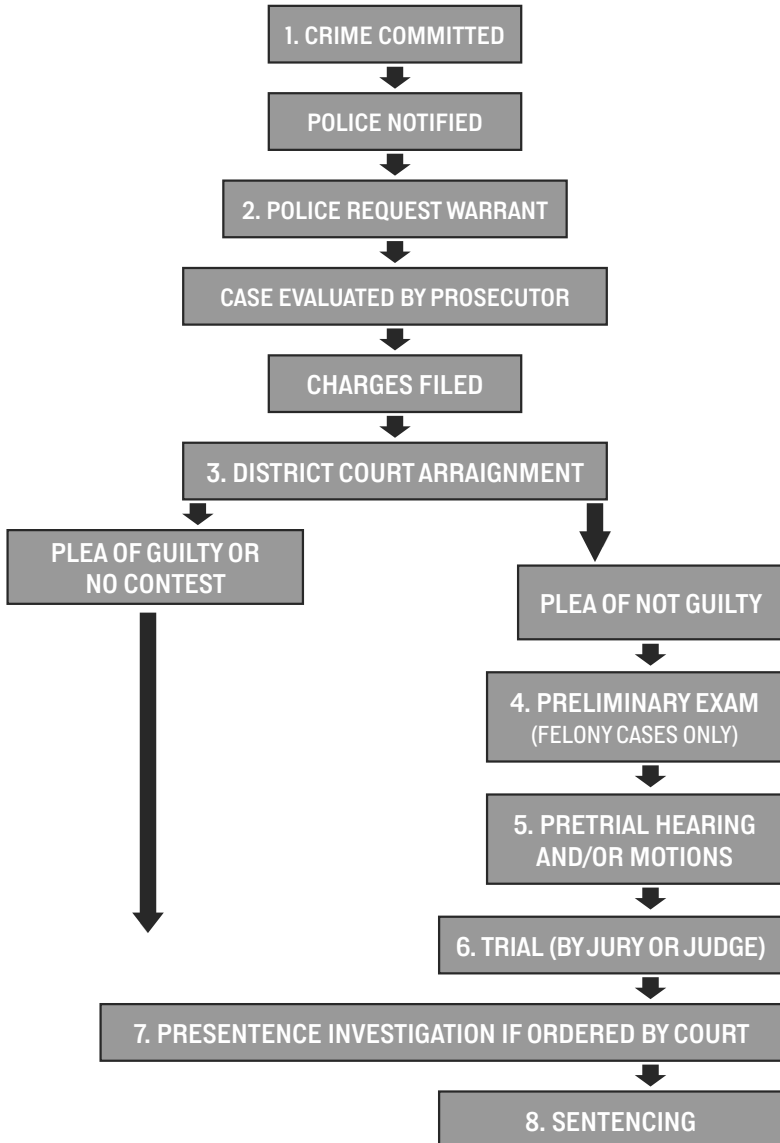 1. CRIME COMMITTED
POLICE NOTIFIED
2. POLICE REQUEST WARRANT
CASE EVALUATED BY PROSECUTOR
CHARGES FILED
3. DISTRICT COURT ARRAIGNMENT
PLEA OF GUILTY OR
NO CONTEST
PLEA OF NOT GUILTY
4. PRELIMINARY EXAM
(FELONY CASES ONLY)
5. PRETRIAL HEARING
AND/OR MOTIONS
6. TRIAL (BY JURY OR JUDGE)
7. PRESENTENCE INVESTIGATION IF ORDERED BY COURT
8. SENTENCING